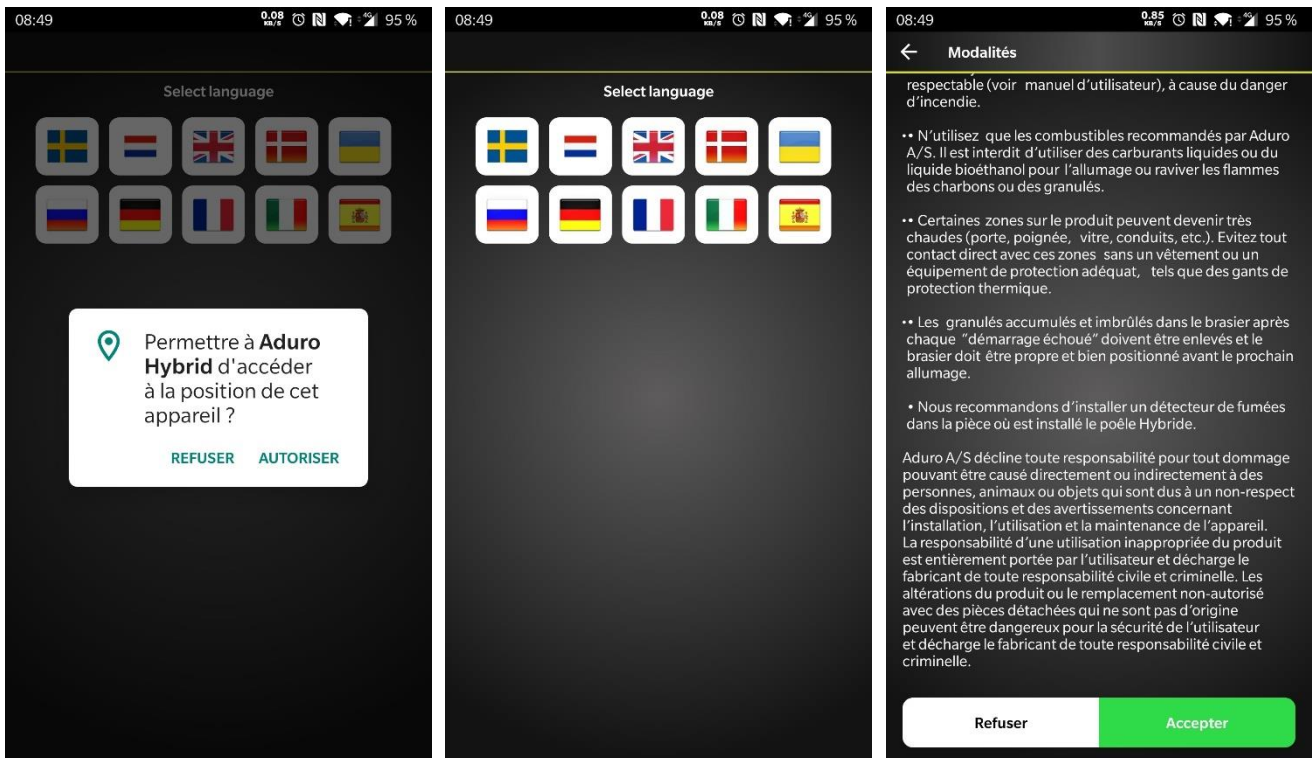 08:49
0.08
KB/S
4G
95 %
Select language
Permettre à Aduro
Hybrid d'accéder
à la position de cet
appareil ?
REFUSER AUTORISER
08:49
0.08
KB/S
4G
95 %
Select language
08:49
0.85
KB/S
4G
95 %
Modalités
respectable (voir manuel d'utilisateur), à cause du danger
d'incendie.
•• N'utilisez que les combustibles recommandés par Aduro
A/S. Il est interdit d'utiliser des carburants liquides ou du
liquide bioéthanol pour l'allumage ou raviver les flammes
des charbons ou des granulés.
•• Certaines zones sur le produit peuvent devenir très
chaudes (porte, poignée, vitre, conduits, etc.). Evitez tout
contact direct avec ces zones sans un vêtement ou un
équipement de protection adéquat, tels que des gants de
protection thermique.
•• Les granulés accumulés et imbrûlés dans le brasier après
chaque "démarrage échoué" doivent être enlevés et le
brasier doit être propre et bien positionné avant le prochain
allumage.
• Nous recommandons d'installer un détecteur de fumées
dans la pièce où est installé le poêle Hybride.
Aduro A/S décline toute responsabilité pour tout dommage
pouvant être causé directement ou indirectement à des
personnes, animaux ou objets qui sont dus à un non-respect
des dispositions et des avertissements concernant
l'installation, l'utilisation et la maintenance de l'appareil.
La responsabilité d'une utilisation inappropriée du produit
est entièrement portée par l'utilisateur et décharge le
fabricant de toute responsabilité civile et criminelle. Les
altérations du produit ou le remplacement non-autorisé
avec des pièces détachées qui ne sont pas d'origine
peuvent être dangereux pour la sécurité de l'utilisateur
et décharge le fabricant de toute responsabilité civile et
criminelle.
Refuser Accepter